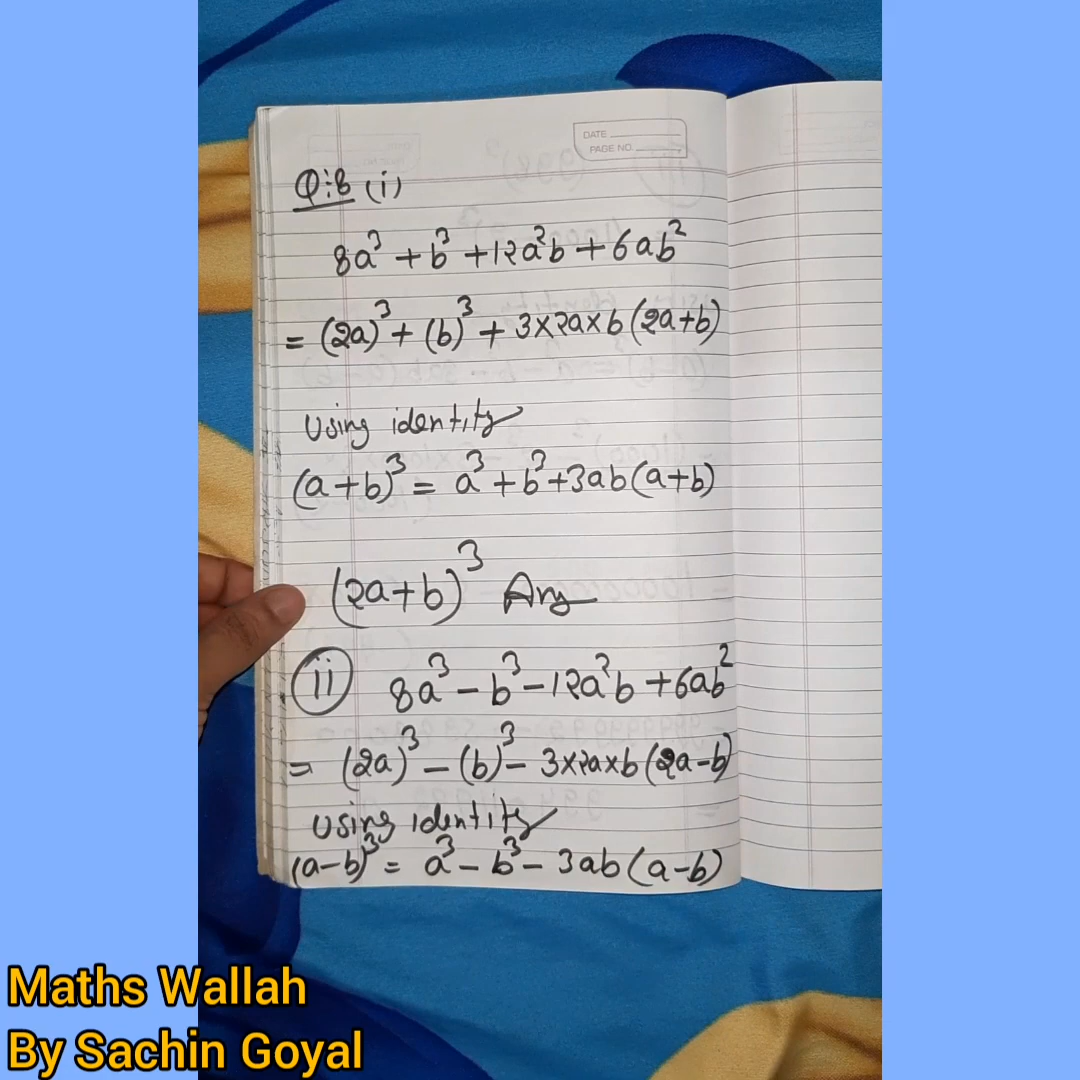 DATE
PAGE NO.
Q:8 (i)
8a³ + b³ + 12a²b + 6ab²
= (2a)³ + (b)³ + 3×2a×b (2a+b)
Using identity
(a+b)³ = a³ + b³ + 3ab (a+b)
(2a+b)³ Ans
(ii) 8a³ - b³ - 12a²b + 6ab²
= (2a)³ - (b)³ - 3×2a×b (2a-b)
using identity
(a-b)³ = a³ - b³ - 3ab (a-b)
Maths Wallah
By Sachin Goyal